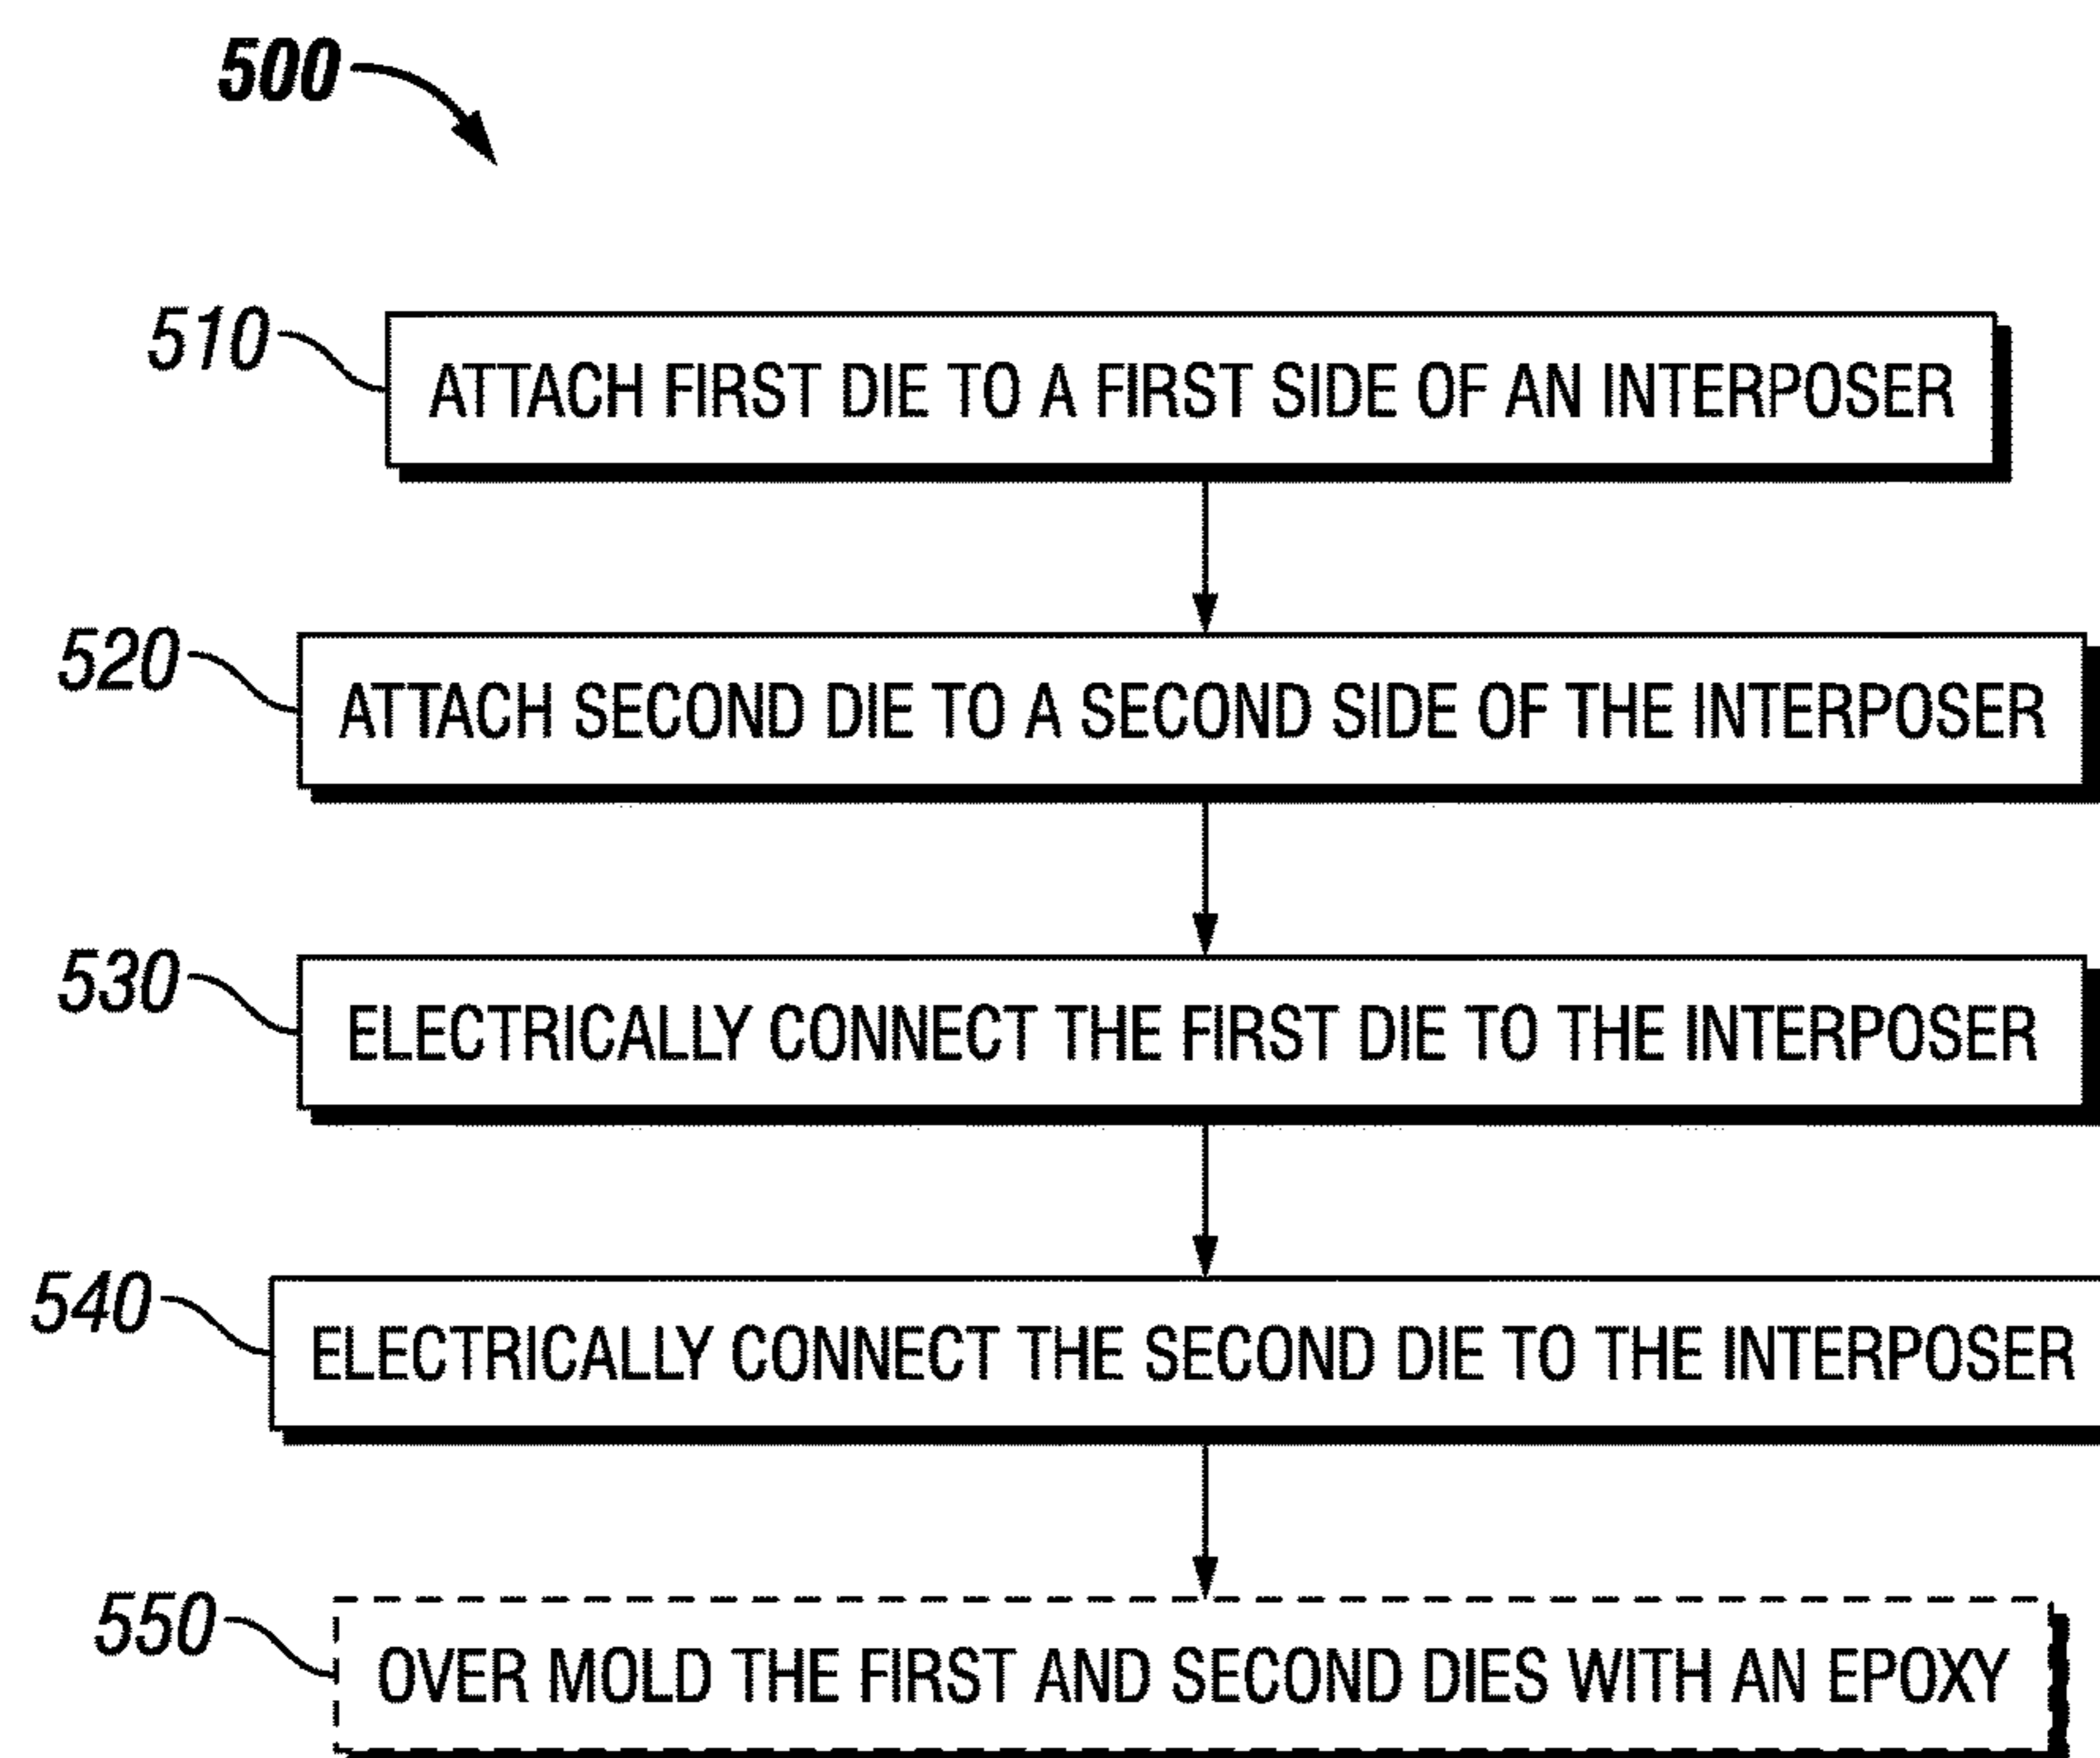 500
510
ATTACH FIRST DIE TO A FIRST SIDE OF AN INTERPOSER
520
ATTACH SECOND DIE TO A SECOND SIDE OF THE INTERPOSER
530
ELECTRICALLY CONNECT THE FIRST DIE TO THE INTERPOSER
540
ELECTRICALLY CONNECT THE SECOND DIE TO THE INTERPOSER
550
OVER MOLD THE FIRST AND SECOND DIES WITH AN EPOXY